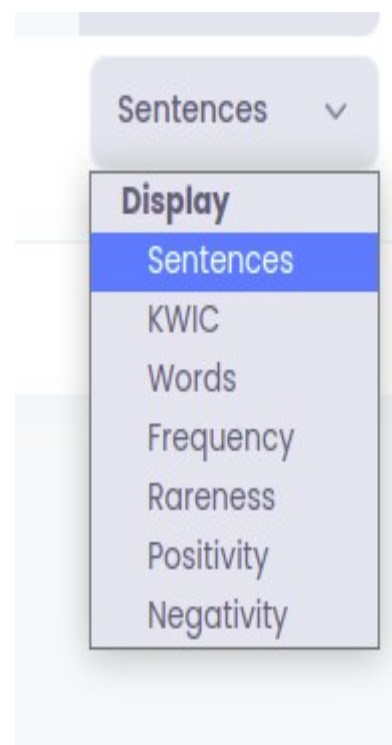 Sentences
Display
Sentences
KWIC
Words
Frequency
Rareness
Positivity
Negativity